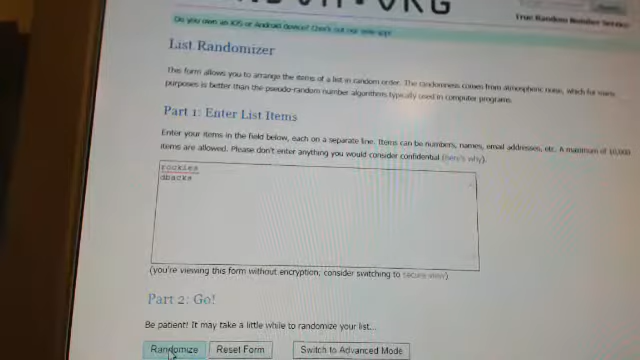 Do you own an iOS or Android device? Check out our new app!
True Random Number Service
List Randomizer
This form allows you to arrange the items of a list in random order. The randomness comes from atmospheric noise, which for many
purposes is better than the pseudo-random number algorithms typically used in computer programs.
Part 1: Enter List Items
Enter your items in the field below, each on a separate line. Items can be numbers, names, email addresses, etc. A maximum of 10,000
items are allowed. Please don't enter anything you would consider confidential (here's why).
rockies
dbacks
(you're viewing this form without encryption; consider switching to secure view)
Part 2: Go!
Be patient! It may take a little while to randomize your list...
Randomize Reset Form Switch to Advanced Mode